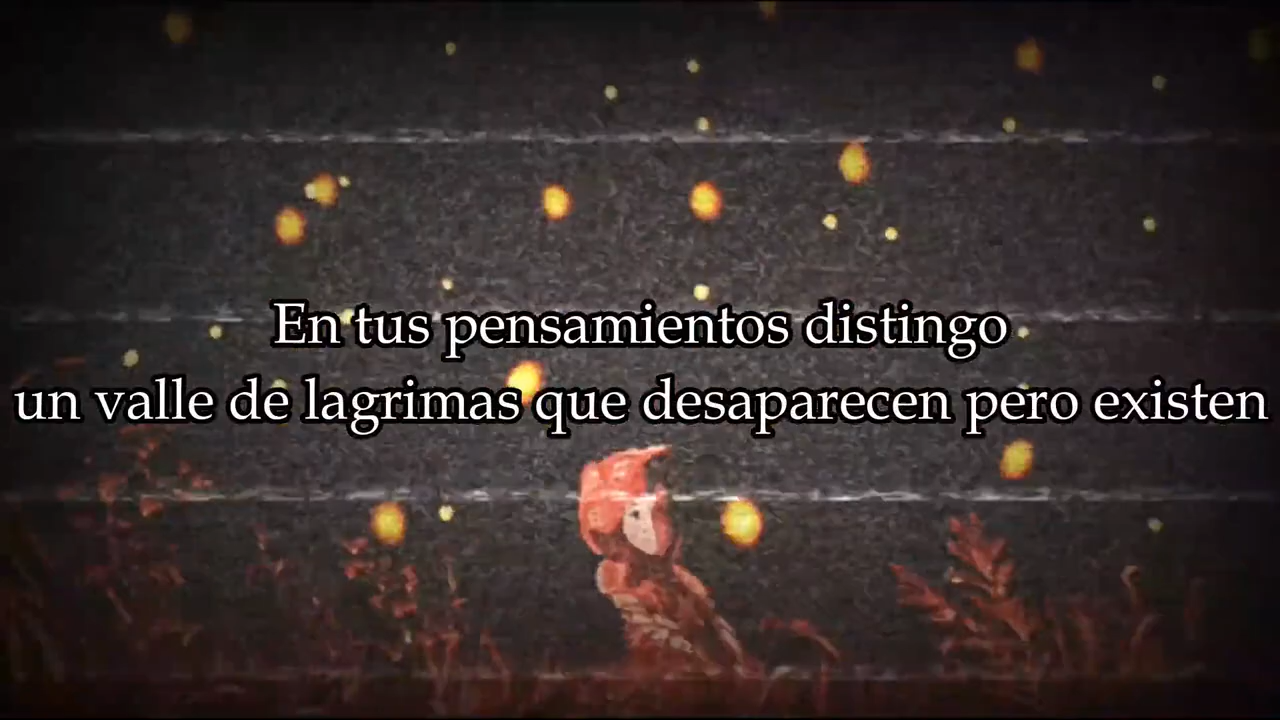 En tus pensamientos distingo
un valle de lagrimas que desaparecen pero existen